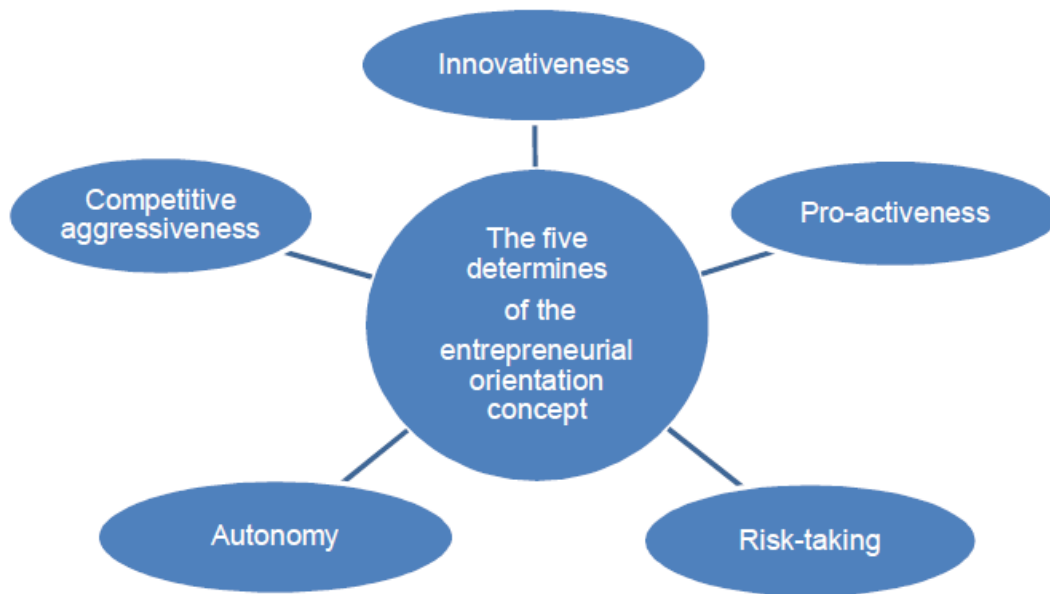 Innovativeness
Competitive
aggressiveness
Pro-activeness
The five
determines
of the
entrepreneurial
orientation
concept
Autonomy
Risk-taking